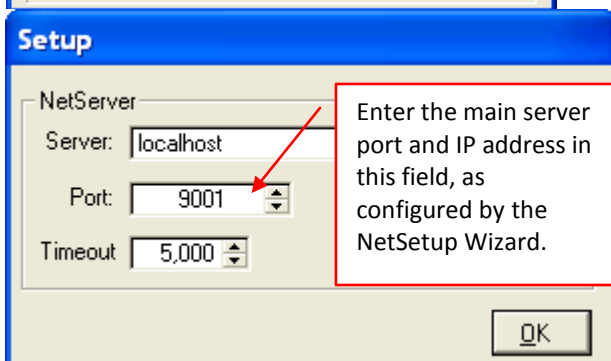 Setup
NetServer
Server: localhost
Port: 9001
Timeout 5,000
Enter the main server
port and IP address in
this field, as
configured by the
NetSetup Wizard.
OK